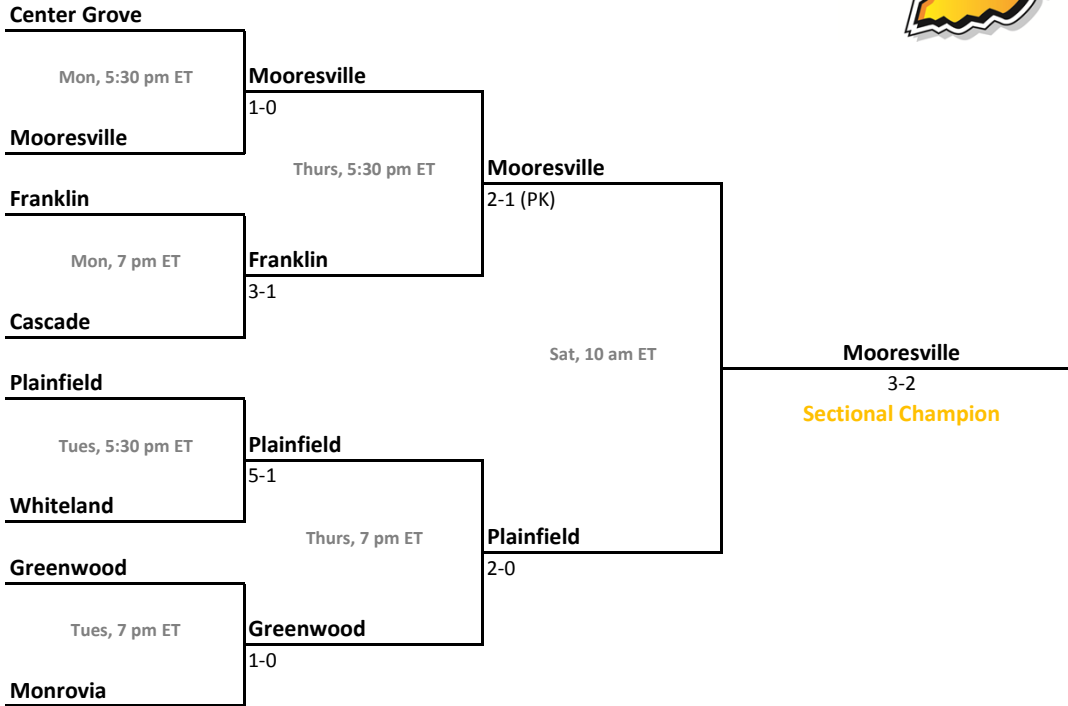 Center Grove
Mon, 5:30 pm ET
Mooresville
1-0
Mooresville
Thurs, 5:30 pm ET
Mooresville
2-1 (PK)
Franklin
Mon, 7 pm ET
Franklin
3-1
Cascade
Sat, 10 am ET
Mooresville
3-2
Sectional Champion
Plainfield
Tues, 5:30 pm ET
Plainfield
5-1
Whiteland
Thurs, 7 pm ET
Plainfield
2-0
Greenwood
Tues, 7 pm ET
Greenwood
1-0
Monrovia